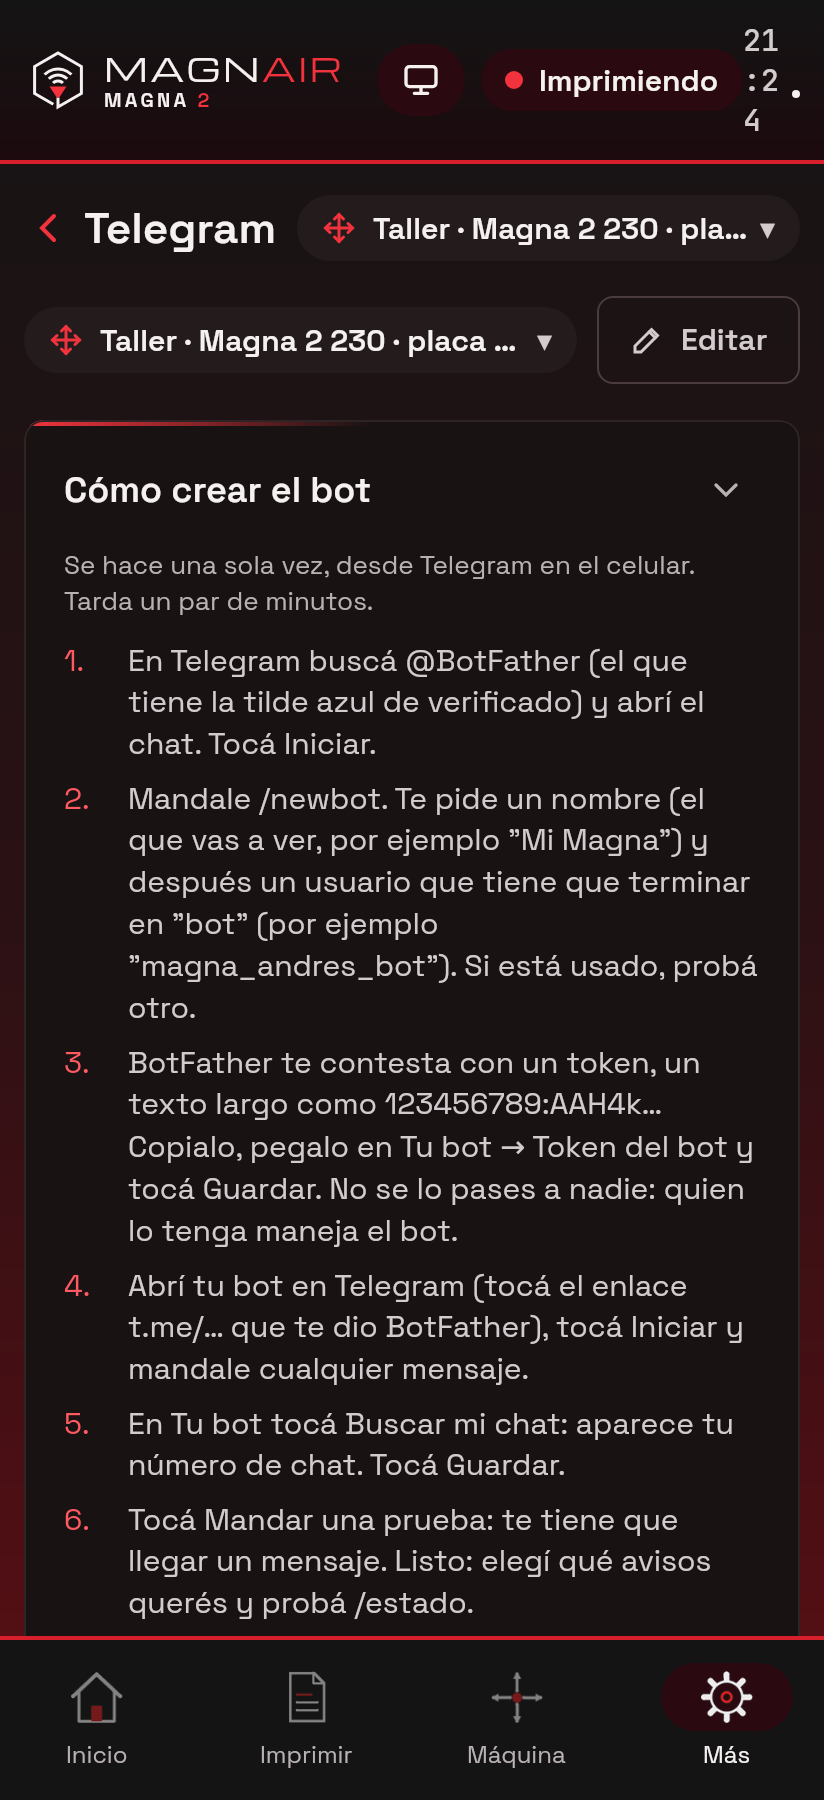 MAGNAIR
MAGNA 2
Imprimiendo
21
:2
4
Telegram
Taller · Magna 2 230 · pla... ▾
Taller · Magna 2 230 · placa ... ▾
Editar
Cómo crear el bot
Se hace una sola vez, desde Telegram en el celular.
Tarda un par de minutos.
1. En Telegram buscá @BotFather (el que
tiene la tilde azul de verificado) y abrí el
chat. Tocá Iniciar.
2. Mandale /newbot. Te pide un nombre (el
que vas a ver, por ejemplo "Mi Magna") y
después un usuario que tiene que terminar
en "bot" (por ejemplo
"magna_andres_bot"). Si está usado, probá
otro.
3. BotFather te contesta con un token, un
texto largo como 123456789:AAH4k...
Copialo, pegalo en Tu bot → Token del bot y
tocá Guardar. No se lo pases a nadie: quien
lo tenga maneja el bot.
4. Abrí tu bot en Telegram (tocá el enlace
t.me/... que te dio BotFather), tocá Iniciar y
mandale cualquier mensaje.
5. En Tu bot tocá Buscar mi chat: aparece tu
número de chat. Tocá Guardar.
6. Tocá Mandar una prueba: te tiene que
llegar un mensaje. Listo: elegí qué avisos
querés y probá /estado.
Inicio
Imprimir
Máquina
Más